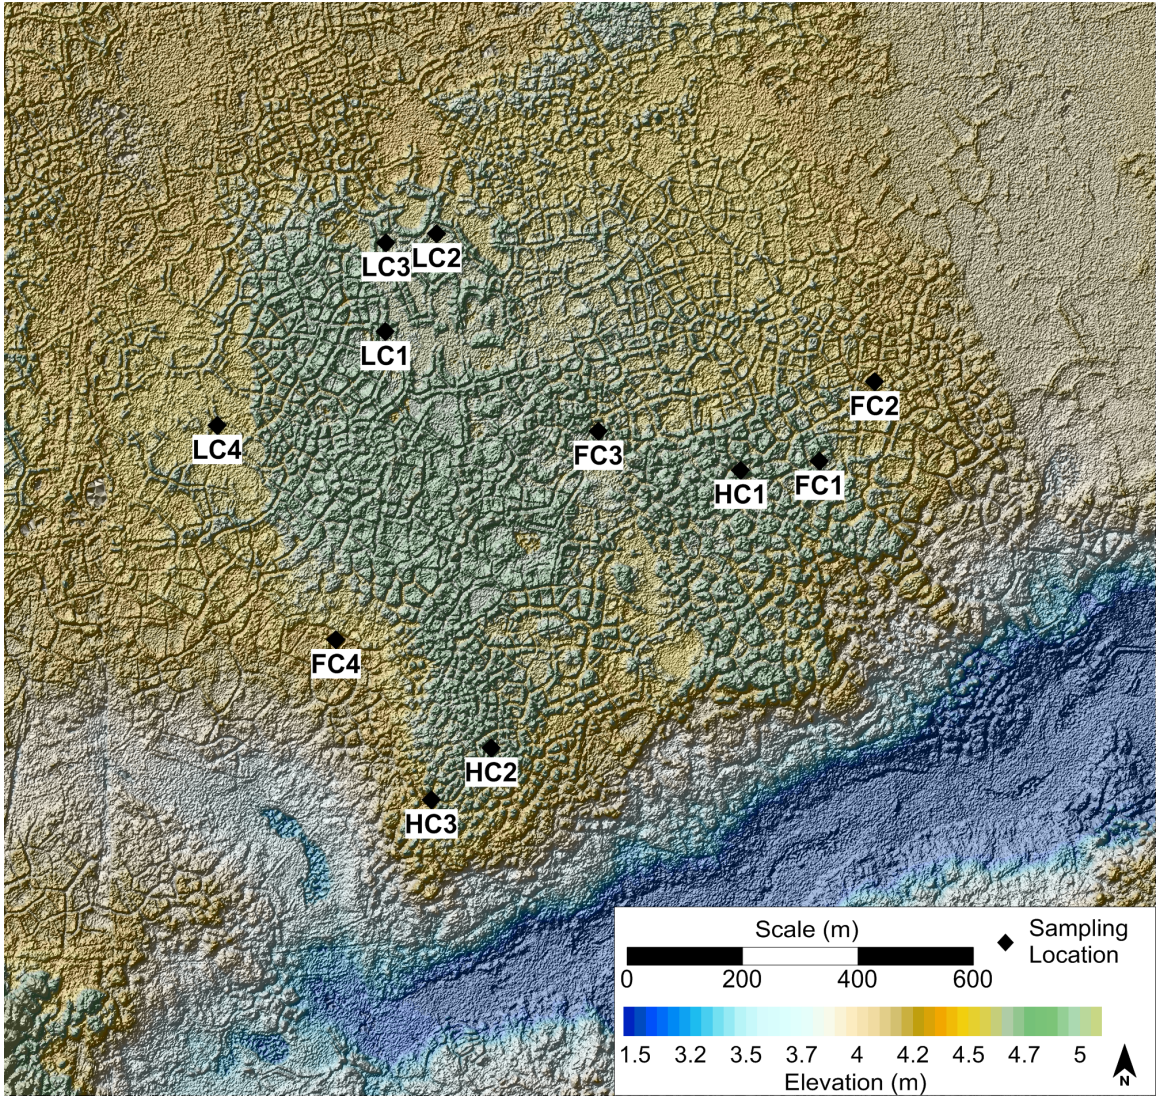 LC3
LC2
LC1
LC4
FC2
FC3
HC1
FC1
FC4
HC2
HC3
Scale (m)
0 200 400 600
Sampling
Location
1.5 3.2 3.5 3.7 4 4.2 4.5 4.7 5
Elevation (m)
N